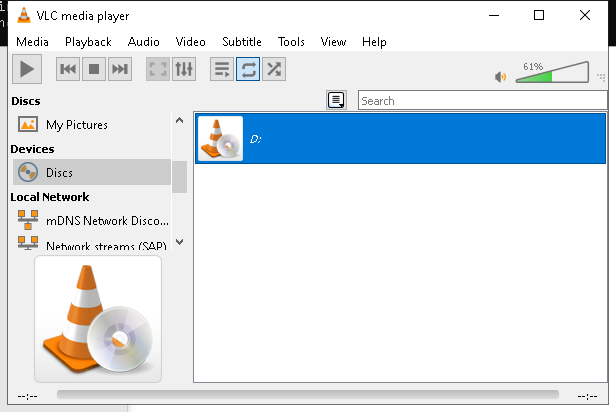 VLC media player
Media Playback Audio Video Subtitle Tools View Help
61%
Discs
Search
My Pictures
D:
Devices
Discs
Local Network
mDNS Network Disco...
Network streams (SAP)
--:-- --:--